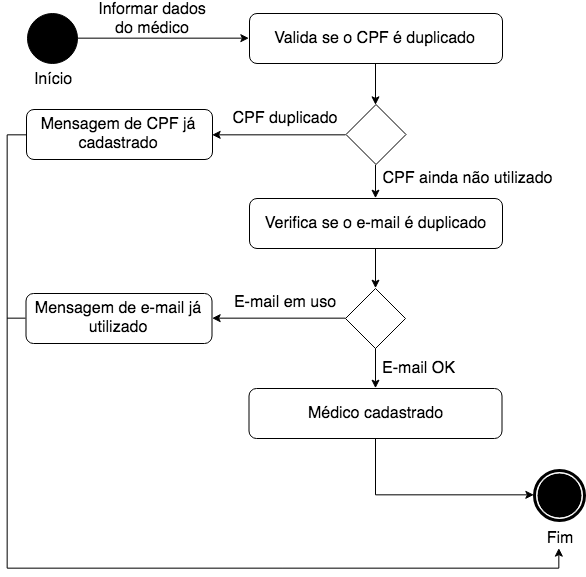 Informar dados
do médico
Início
Valida se o CPF é duplicado
CPF duplicado
Mensagem de CPF já
cadastrado
CPF ainda não utilizado
Verifica se o e-mail é duplicado
E-mail em uso
Mensagem de e-mail já
utilizado
E-mail OK
Médico cadastrado
Fim